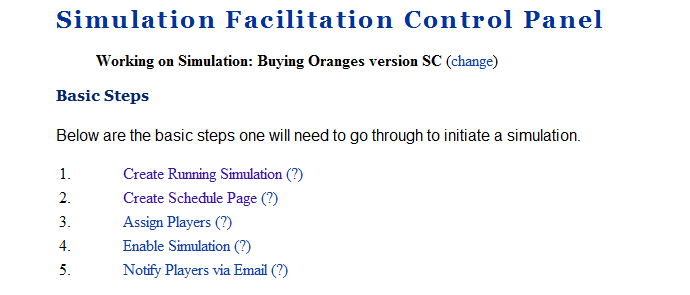 Simulation Facilitation Control Panel
Working on Simulation: Buying Oranges version SC (change)
Basic Steps
Below are the basic steps one will need to go through to initiate a simulation.
1. Create Running Simulation (?)
2. Create Schedule Page (?)
3. Assign Players (?)
4. Enable Simulation (?)
5. Notify Players via Email (?)